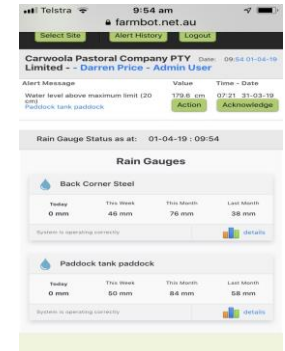 Telstra 9:54 am
farmbot.net.au
Select Site Alert History Logout
Carwoola Pastoral Company PTY Date: 09:54 01-04-19
Limited - - Darren Price - Admin User
Alert Message Value Time - Date
Water level above maximum limit (20 179.6 cm 07:21 31-03-19
cm)
Paddock tank paddock Action Acknowledge
Rain Gauge Status as at: 01-04-19 : 09:54
Rain Gauges
Back Corner Steel
Today This Week This Month Last Month
0 mm 46 mm 76 mm 38 mm
System is operating correctly details
Paddock tank paddock
Today This Week This Month Last Month
0 mm 50 mm 84 mm 58 mm
System is operating correctly details